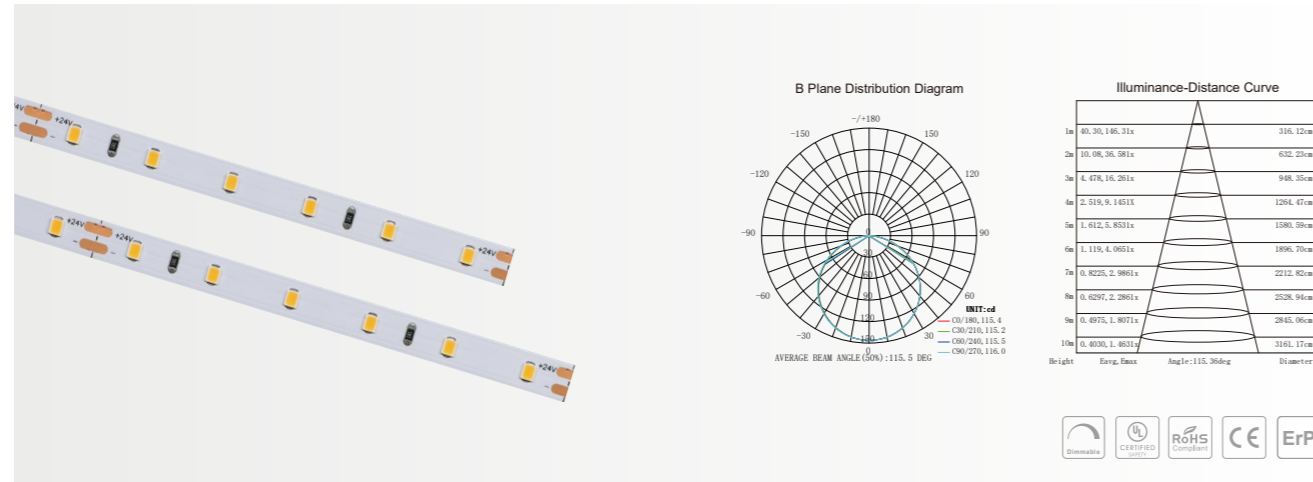 4V
+24V
-
+24V
-
+24V
+24V
-
+24V
-
B Plane Distribution Diagram
-/+180
-150
150
-120
120
-90
0
90
30
60
-60
90
60
120
-30
150
30
0
UNIT:cd
C0/180,115.4
C30/210,115.2
C60/240,115.5
C90/270,116.0
AVERAGE BEAM ANGLE(50%):115.5 DEG
Illuminance-Distance Curve
1m 40.30,146.31x 316.12cm
2m 10.08,36.581x 632.23cm
3m 4.478,16.261x 948.35cm
4m 2.519,9.1451X 1264.47cm
5m 1.612,5.8531x 1580.59cm
6m 1.119,4.0651x 1896.70cm
7m 0.8225,2.9861x 2212.82cm
8m 0.6297,2.2861x 2528.94cm
9m 0.4975,1.8071x 2845.06cm
10m 0.4030,1.4631x 3161.17cm
Height Eavg,Emax Angle:115.36deg Diameter
Dimmable
UL
CERTIFIED
SAFETY
RoHS
Compliant
CE
ErP